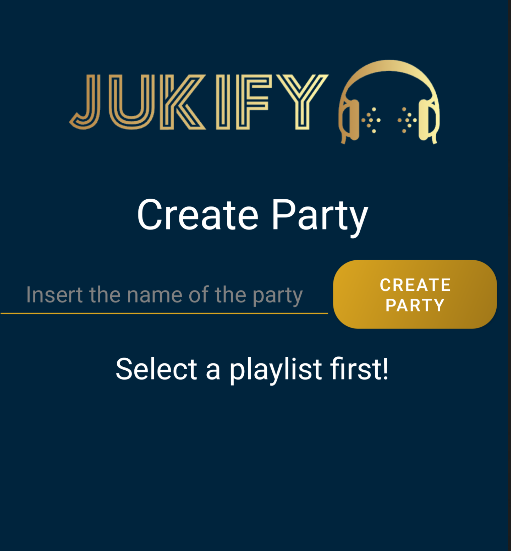 JUKIFY
Create Party
Insert the name of the party
CREATE
PARTY
Select a playlist first!